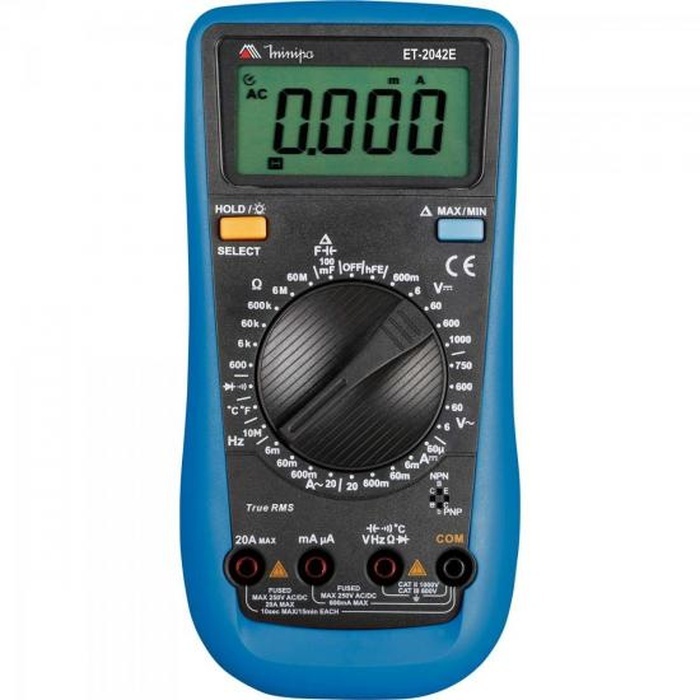 minipa ET-2042E
AC m A
0.000
HOLD / MAX/MIN
SELECT
F
100 mF OFF hFE 600m
60M 6
Ω 6M V 60
600k 600
60k 1000
6k 750
600 600
°C °F 60
6 V~
Hz 10M 60µ
6m A
60m 6m
600m 60m
A~ 20 20 600m
NPN
B
C E
PNP
True RMS
°C
20A MAX mA µA VHzΩ COM
FUSED
MAX 250V AC/DC
20A MAX
10sec MAX/15min EACH
FUSED
MAX 250V AC/DC
600mA MAX
CAT II 1000V
CAT III 600V
CE